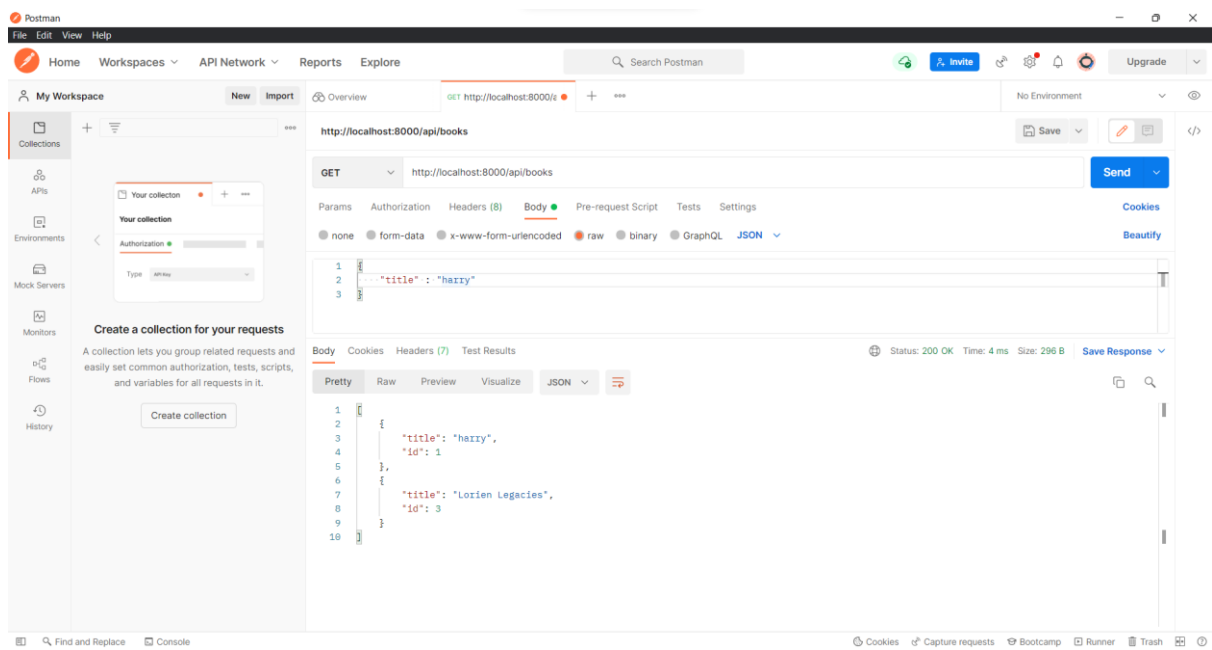 Postman
File Edit View Help
Home Workspaces API Network Reports Explore Search Postman Invite Upgrade
My Workspace New Import Overview GET http://localhost:8000/a No Environment
Collections
APIs
Environments
Mock Servers
Monitors
Flows
History
Your collecton
Your collection
Authorization
Type API Key
Create a collection for your requests
A collection lets you group related requests and
easily set common authorization, tests, scripts,
and variables for all requests in it.
Create collection
http://localhost:8000/api/books Save
GET http://localhost:8000/api/books Send
Params Authorization Headers (8) Body Pre-request Script Tests Settings Cookies
none form-data x-www-form-urlencoded raw binary GraphQL JSON Beautify
1 {
2 "title" : "harry"
3 }
Body Cookies Headers (7) Test Results Status: 200 OK Time: 4 ms Size: 296 B Save Response
Pretty Raw Preview Visualize JSON
1 [
2 {
3 "title": "harry",
4 "id": 1
5 },
6 {
7 "title": "Lorien Legacies",
8 "id": 3
9 }
10 ]
Find and Replace Console Cookies Capture requests Bootcamp Runner Trash